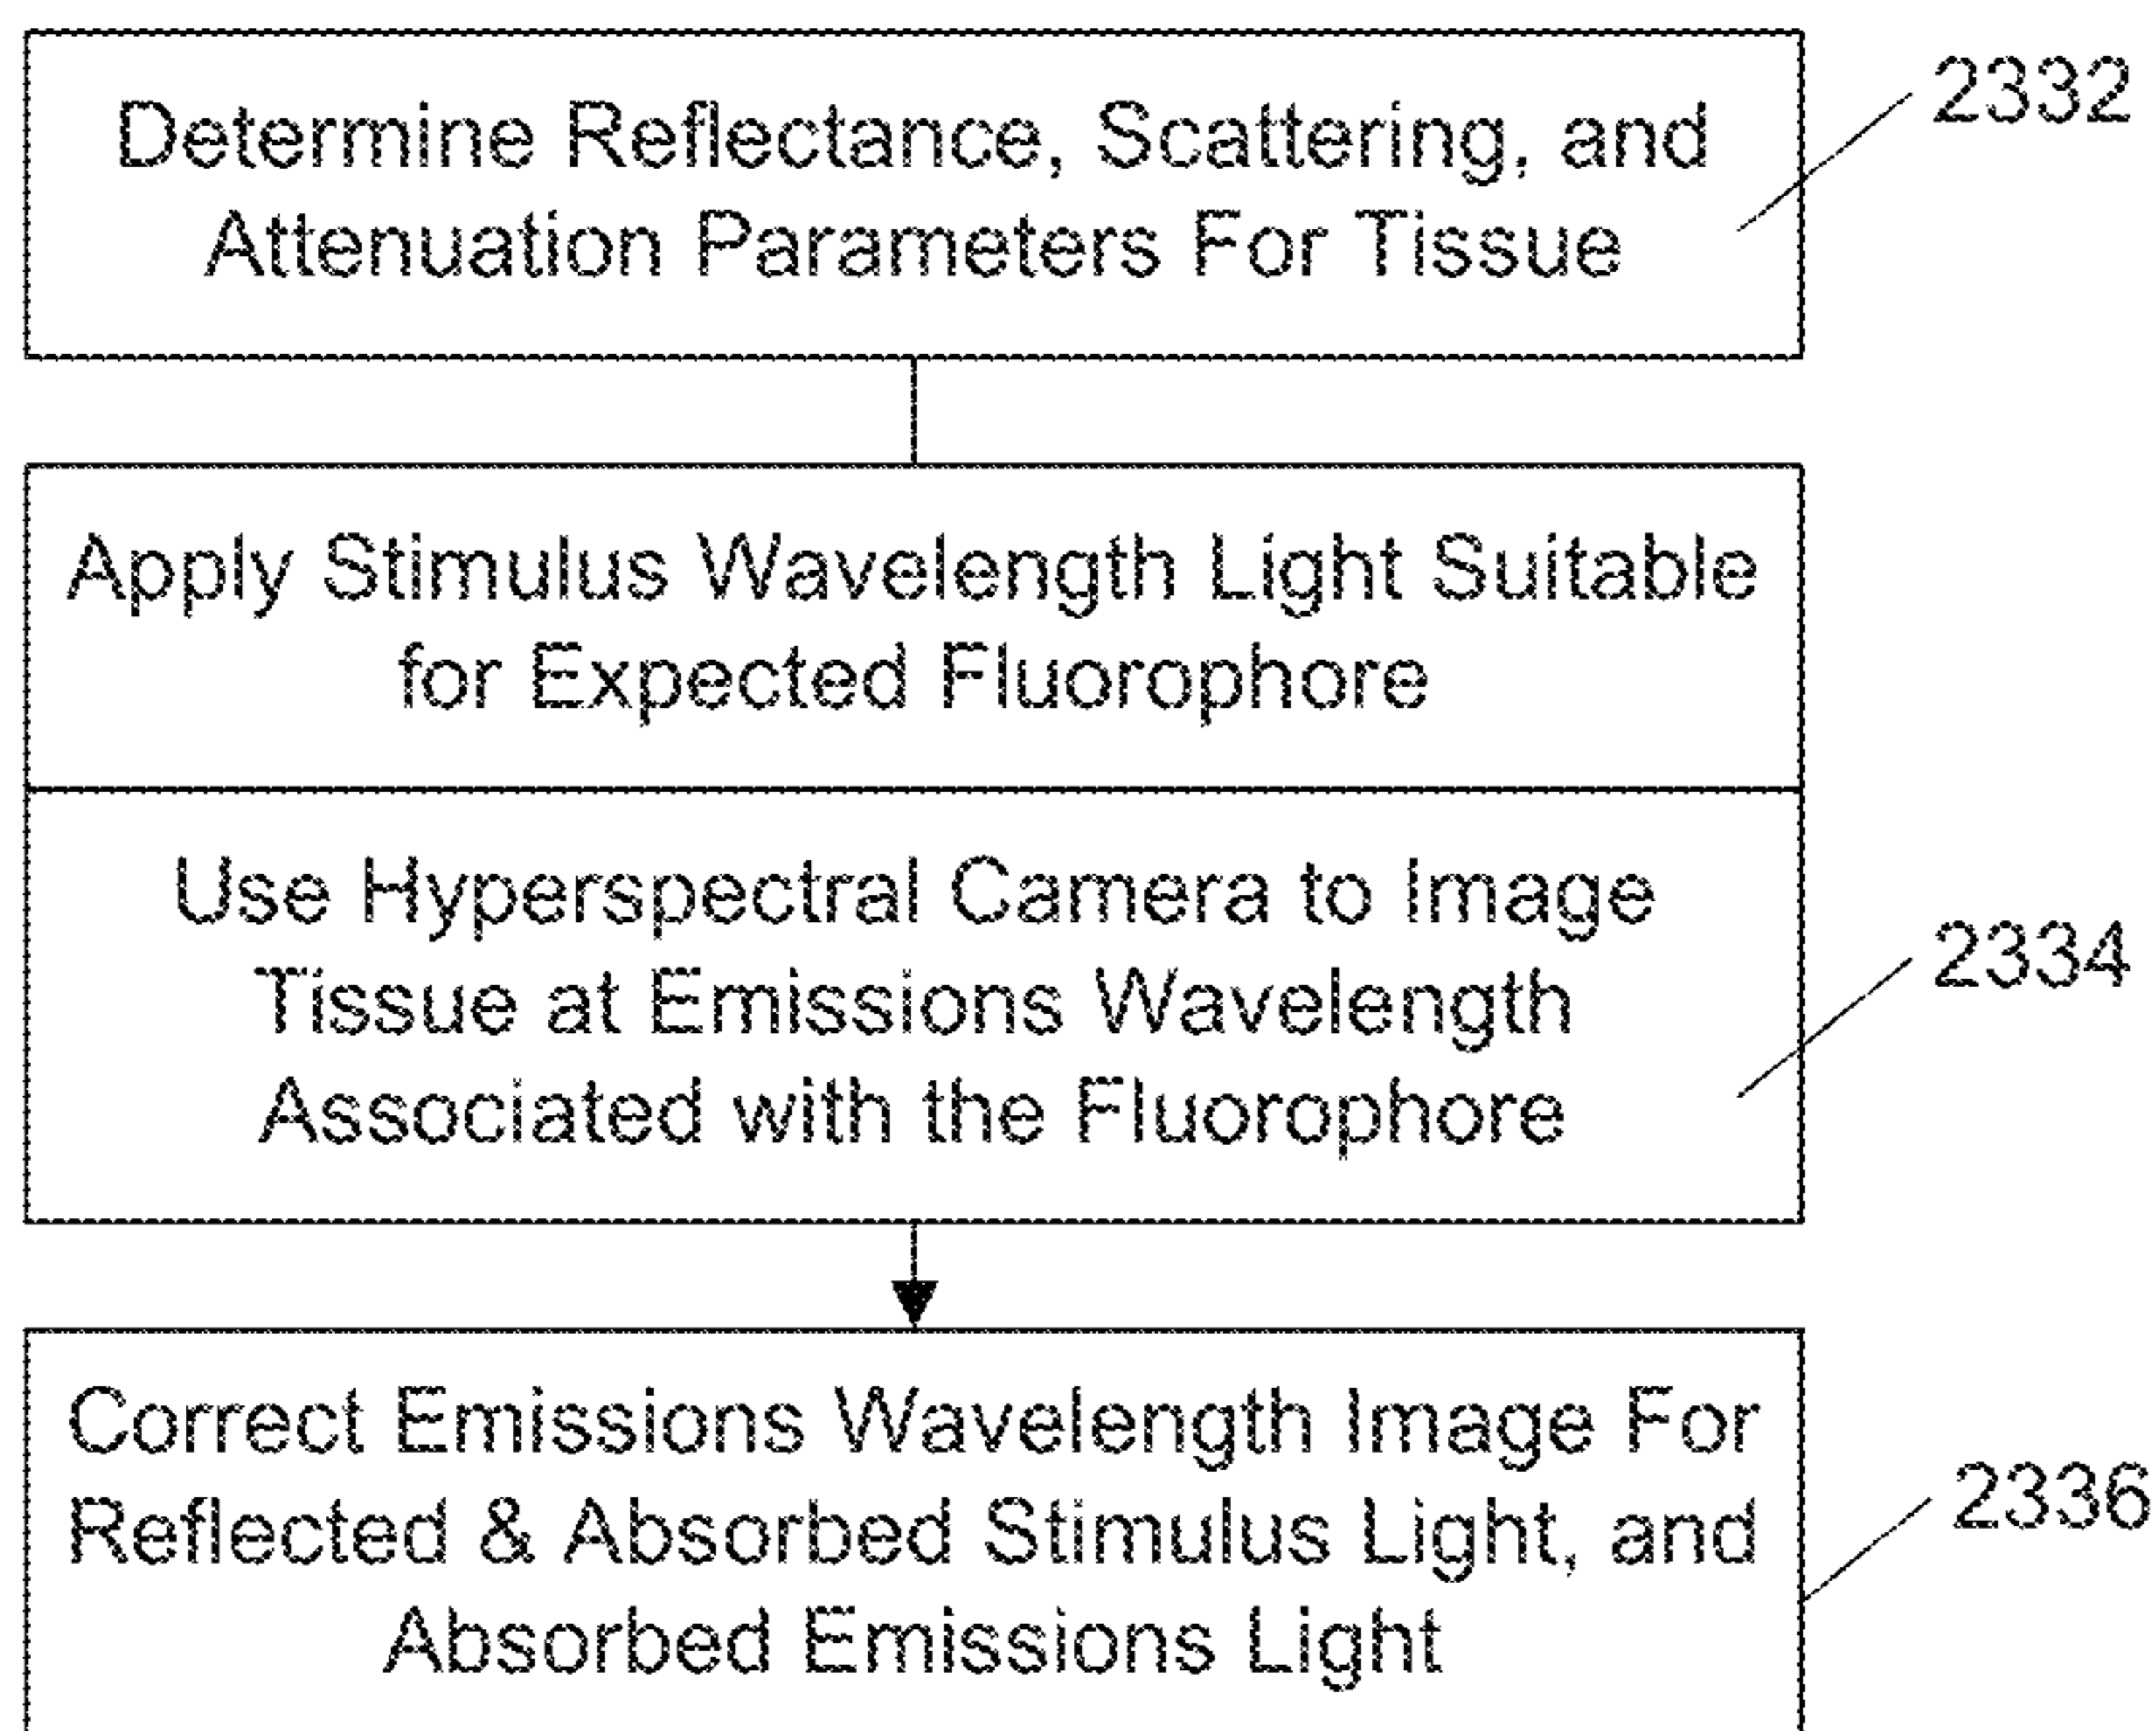 Determine Reflectance, Scattering, and
Attenuation Parameters For Tissue
2332
Apply Stimulus Wavelength Light Suitable
for Expected Fluorophore
Use Hyperspectral Camera to Image
Tissue at Emissions Wavelength
Associated with the Fluorophore
2334
Correct Emissions Wavelength Image For
Reflected & Absorbed Stimulus Light, and
Absorbed Emissions Light
2336